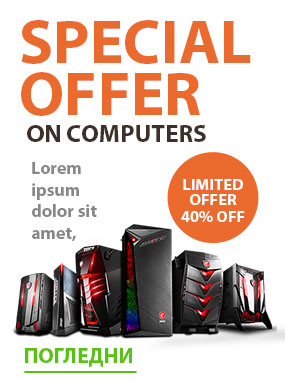 SPECIAL
OFFER
ON COMPUTERS
Lorem
ipsum
dolor sit
amet,
LIMITED
OFFER
40% OFF
ПОГЛЕДНИ